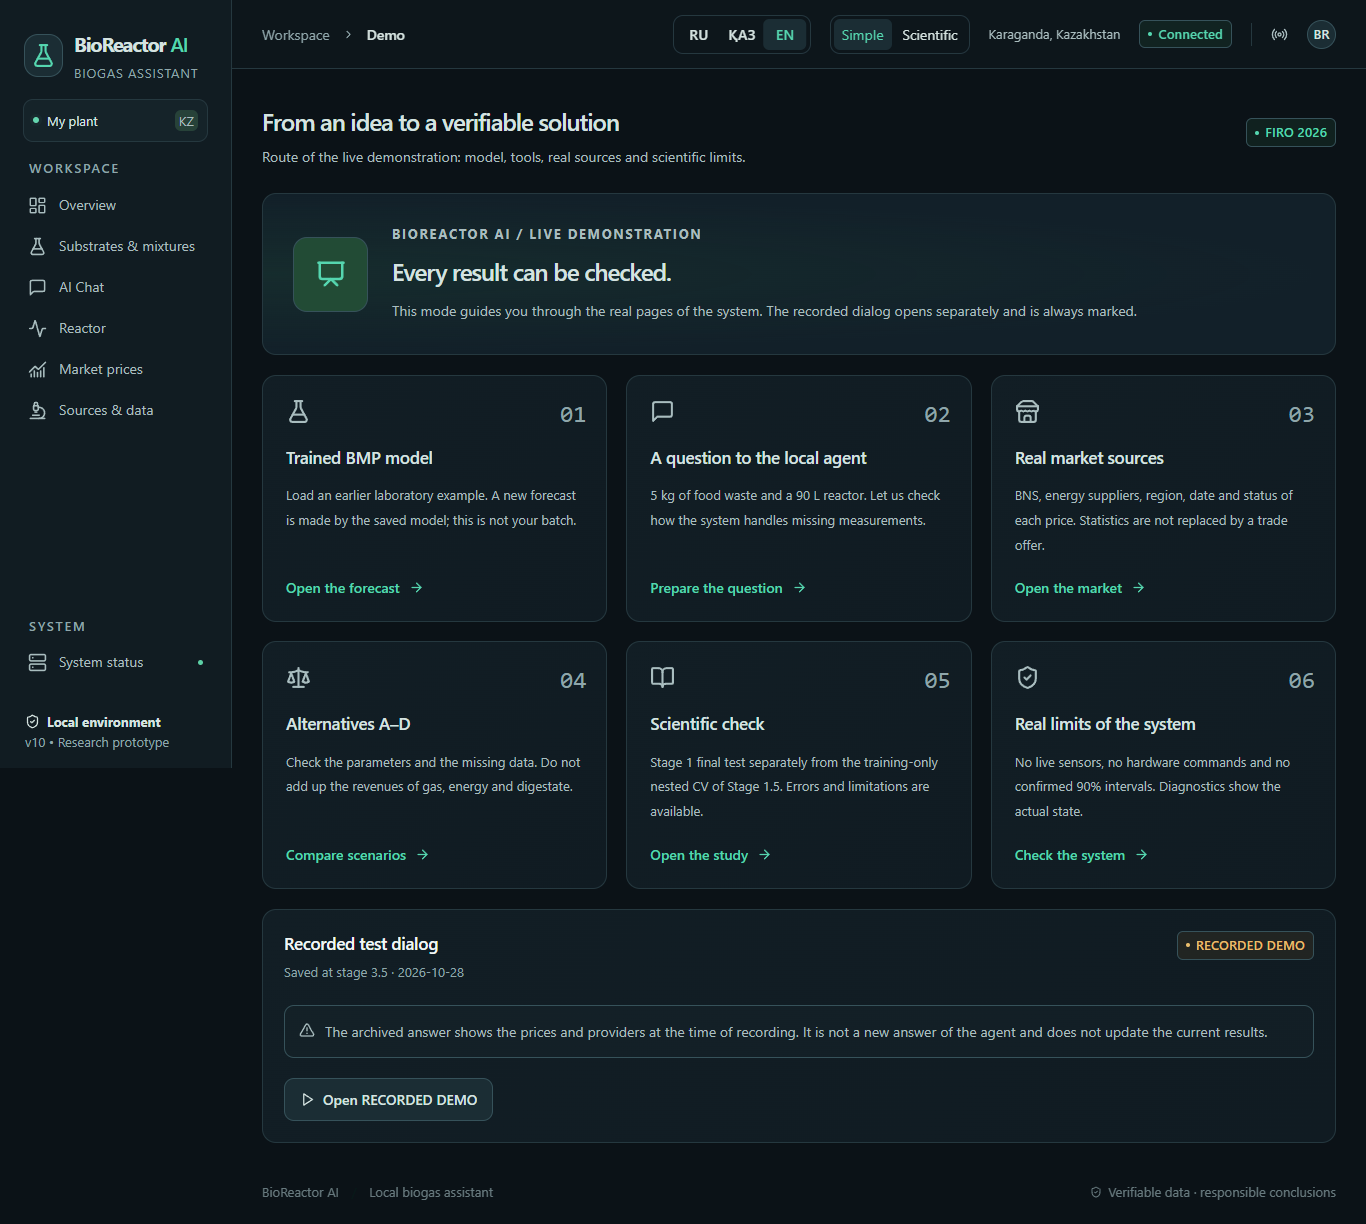 BioReactor AI
BIOGAS ASSISTANT
My plant KZ
WORKSPACE
Overview
Substrates & mixtures
AI Chat
Reactor
Market prices
Sources & data
SYSTEM
System status
Local environment
v10 • Research prototype
Workspace > Demo
RU ҚАЗ EN
Simple Scientific
Karaganda, Kazakhstan
• Connected
BR
From an idea to a verifiable solution
Route of the live demonstration: model, tools, real sources and scientific limits.
• FIRO 2026
BIOREACTOR AI / LIVE DEMONSTRATION
Every result can be checked.
This mode guides you through the real pages of the system. The recorded dialog opens separately and is always marked.
01
Trained BMP model
Load an earlier laboratory example. A new forecast
is made by the saved model; this is not your batch.
Open the forecast →
02
A question to the local agent
5 kg of food waste and a 90 L reactor. Let us check
how the system handles missing measurements.
Prepare the question →
03
Real market sources
BNS, energy suppliers, region, date and status of
each price. Statistics are not replaced by a trade
offer.
Open the market →
04
Alternatives A–D
Check the parameters and the missing data. Do not
add up the revenues of gas, energy and digestate.
Compare scenarios →
05
Scientific check
Stage 1 final test separately from the training-only
nested CV of Stage 1.5. Errors and limitations are
available.
Open the study →
06
Real limits of the system
No live sensors, no hardware commands and no
confirmed 90% intervals. Diagnostics show the
actual state.
Check the system →
Recorded test dialog
Saved at stage 3.5 · 2026-10-28
• RECORDED DEMO
The archived answer shows the prices and providers at the time of recording. It is not a new answer of the agent and does not update the current results.
Open RECORDED DEMO
BioReactor AI
Local biogas assistant
Verifiable data · responsible conclusions